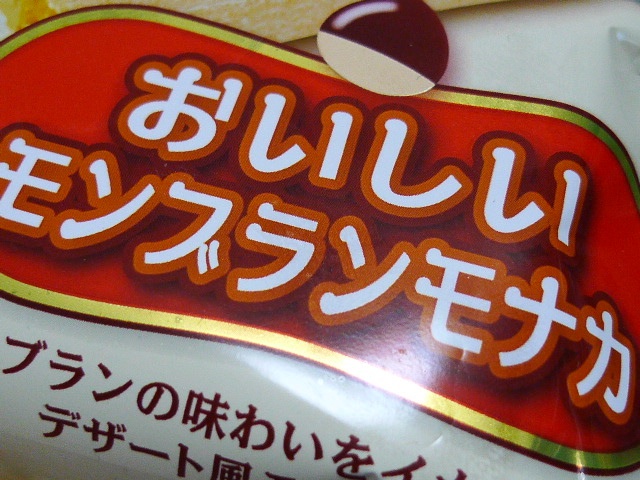 おいしい
モンブランモナカ
ブランの味わいをイ
デザート風